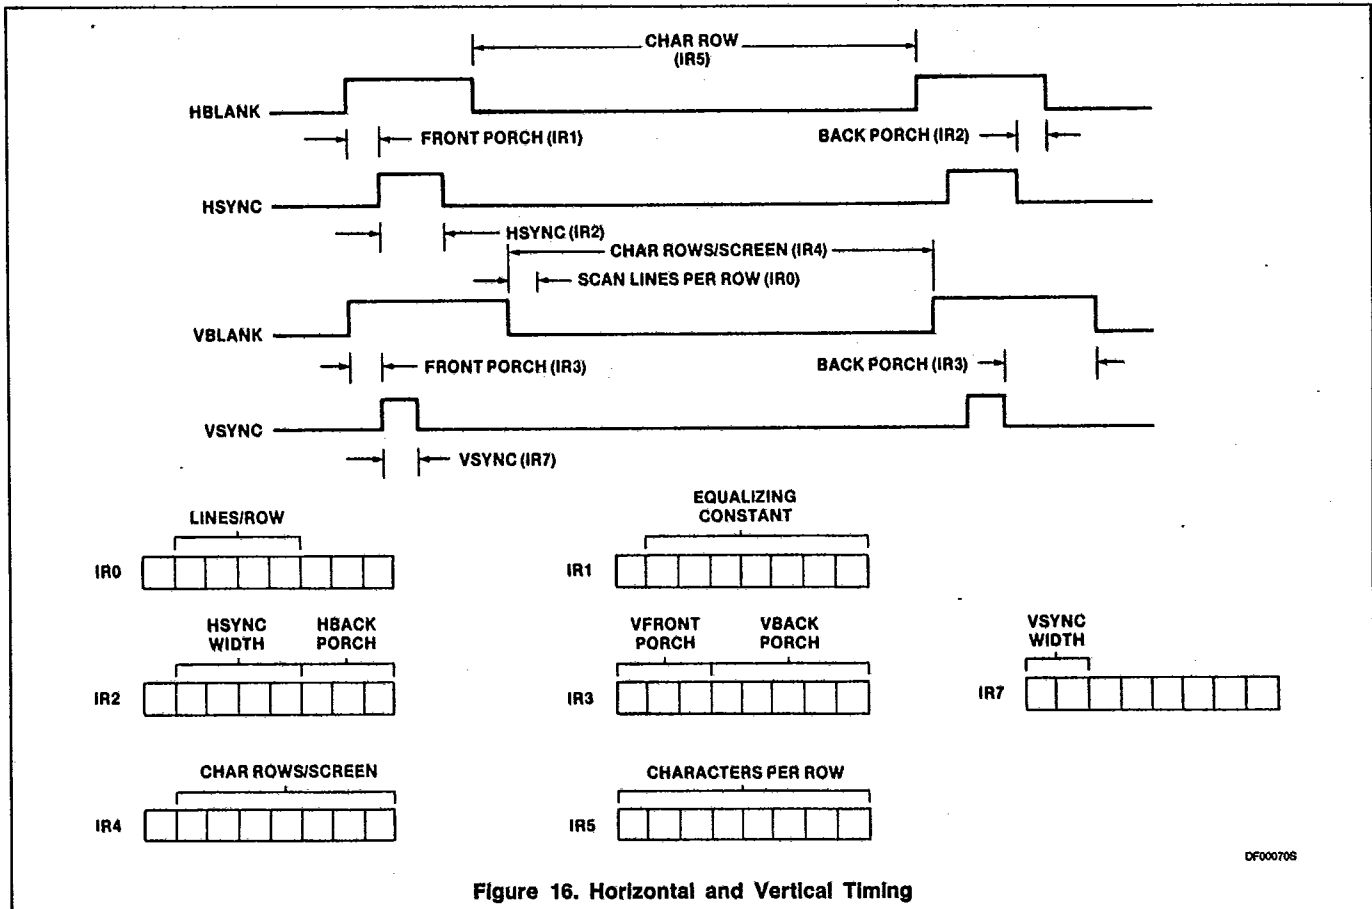 CHAR ROW
(IR5)
HBLANK
FRONT PORCH (IR1)
BACK PORCH (IR2)
HSYNC
HSYNC (IR2)
CHAR ROWS/SCREEN (IR4)
SCAN LINES PER ROW (IR0)
VBLANK
FRONT PORCH (IR3)
BACK PORCH (IR3)
VSYNC
VSYNC (IR7)
LINES/ROW
IR0
EQUALIZING
CONSTANT
IR1
HSYNC
WIDTH
HBACK
PORCH
IR2
VFRONT
PORCH
VBACK
PORCH
IR3
VSYNC
WIDTH
IR7
CHAR ROWS/SCREEN
IR4
CHARACTERS PER ROW
IR5
DF00070S
Figure 16. Horizontal and Vertical Timing